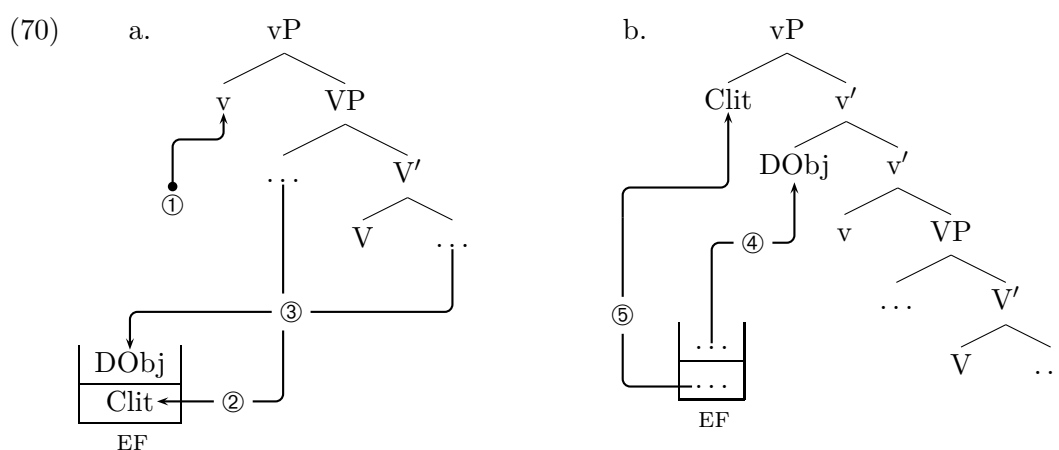 (70) a. vP b. vP
v VP Clit v′
... V′ DObj v′
①
V ... v VP
④
... V′
③ ⑤
DObj ... V ..
Clit ② ...
EF EF